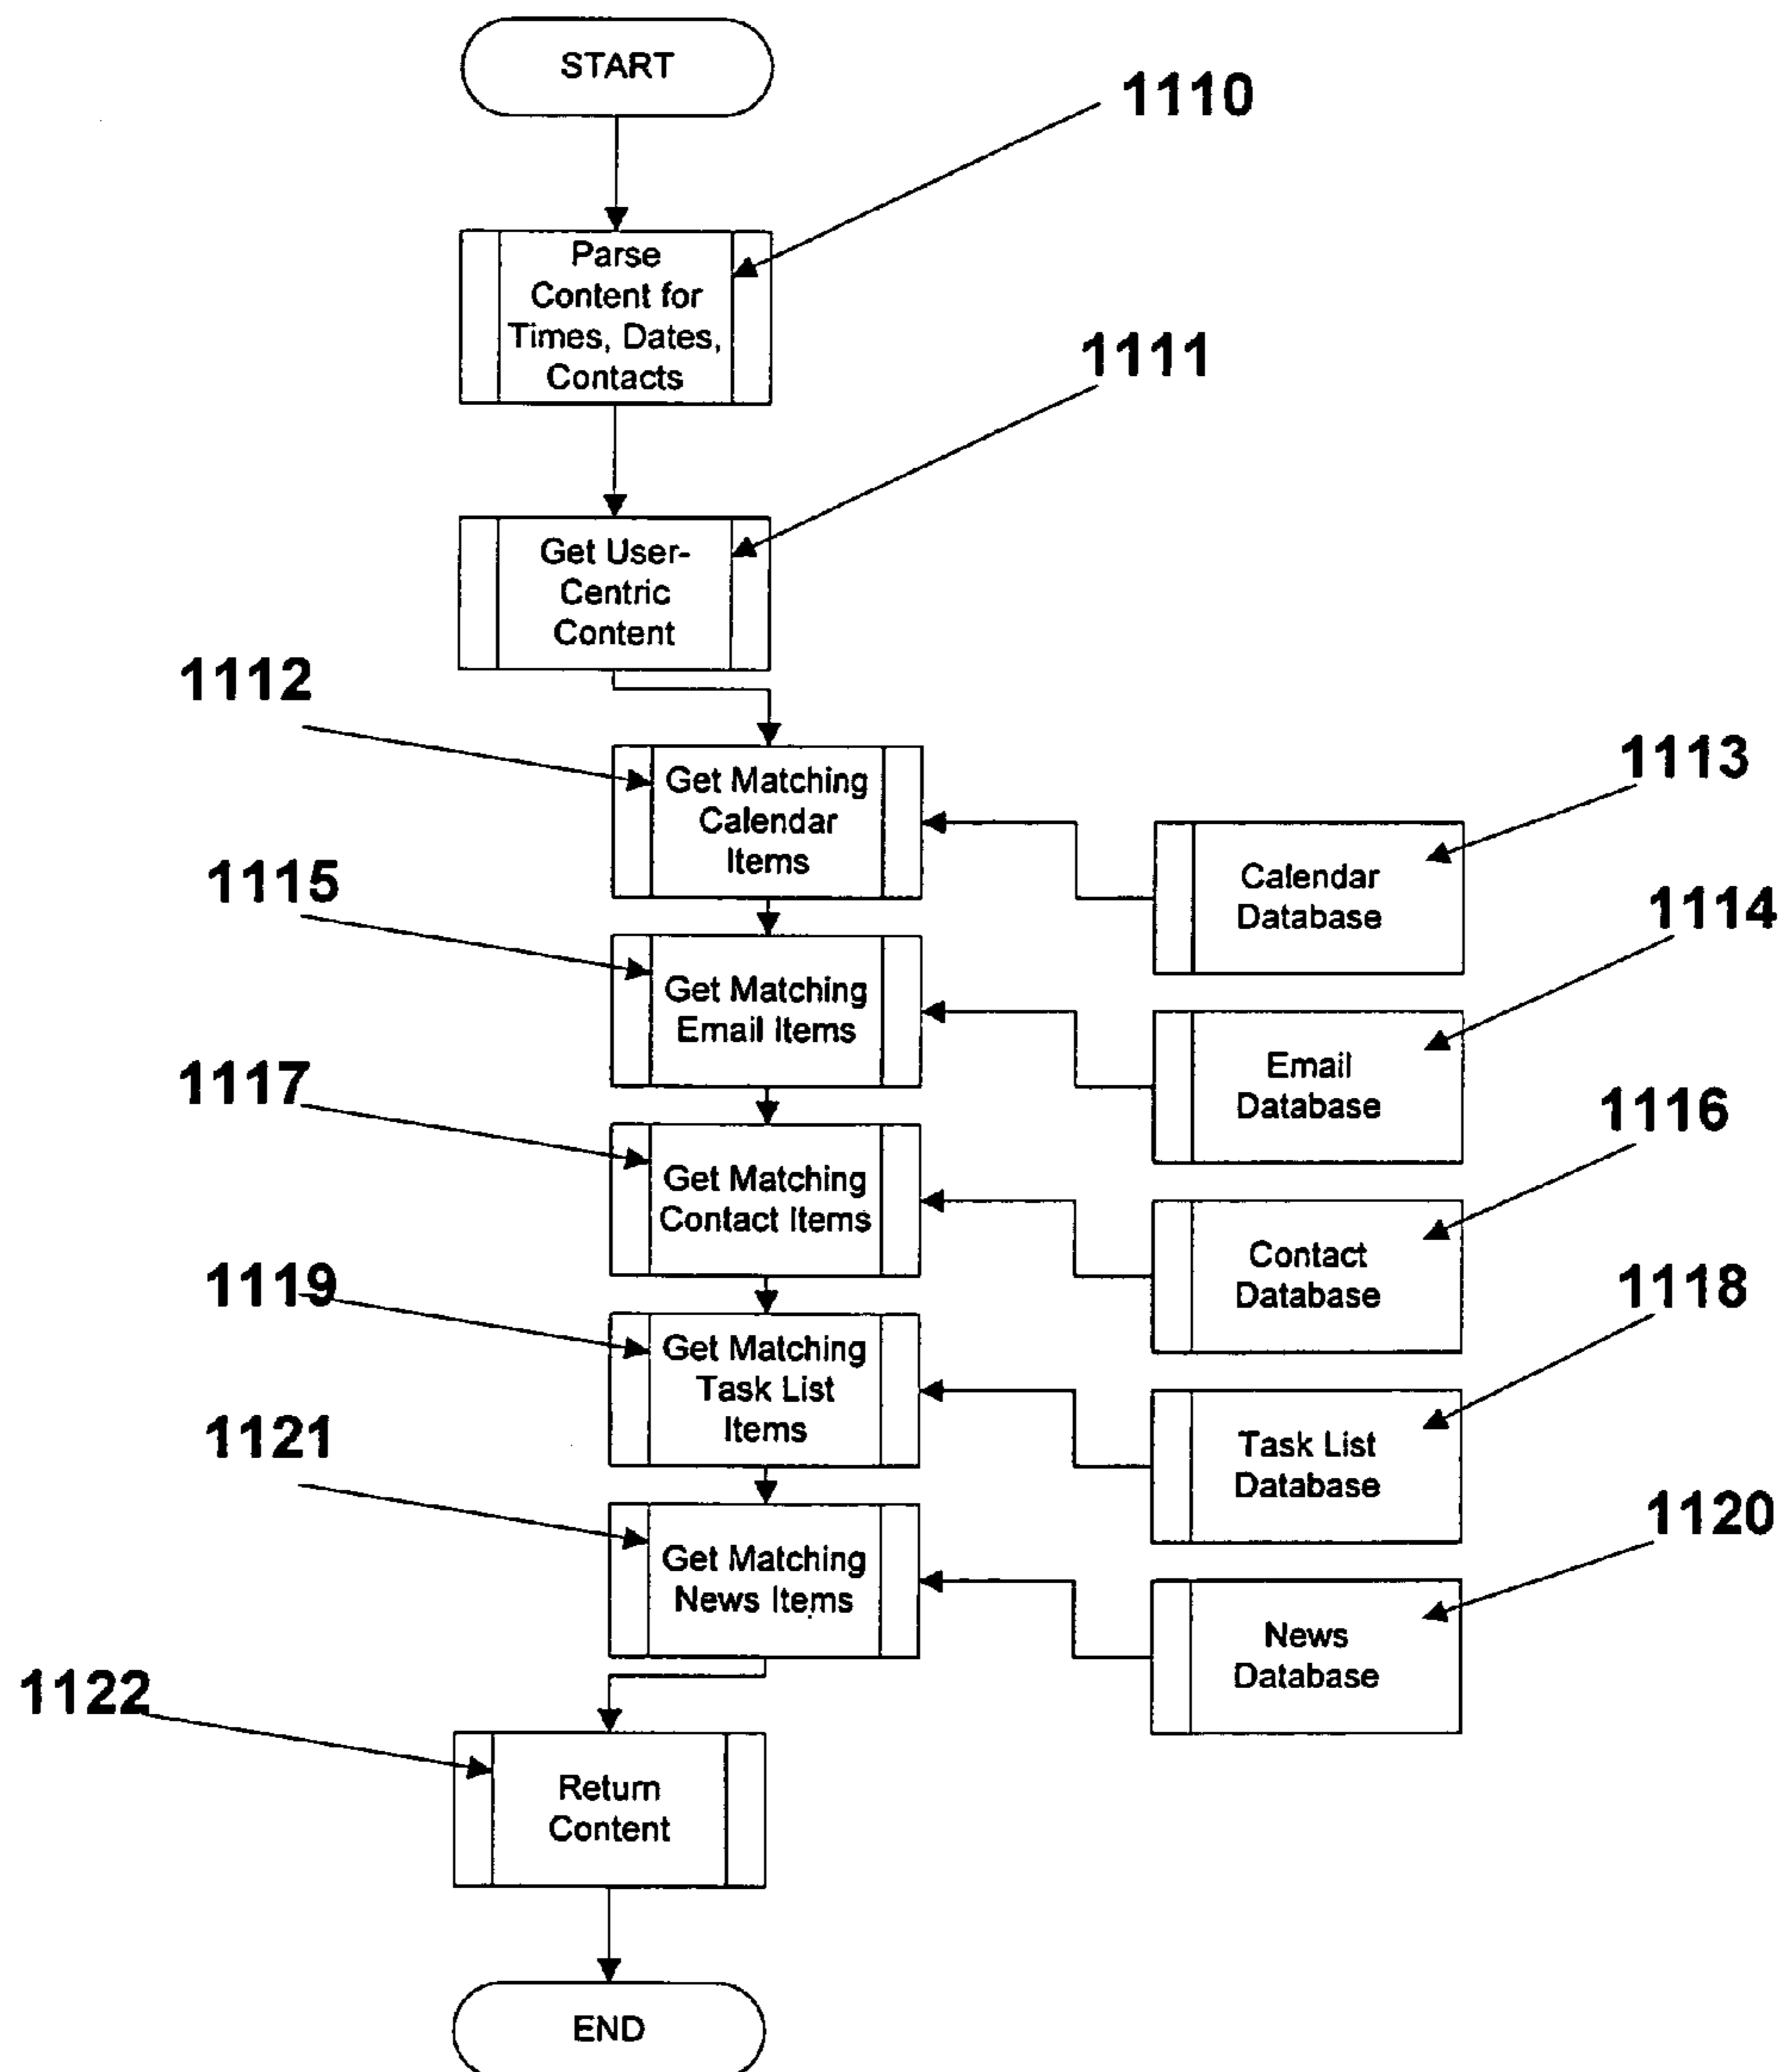 START
1110
Parse
Content for
Times, Dates,
Contacts
1111
Get User-
Centric
Content
1112
Get Matching
Calendar
Items
1113
Calendar
Database
1115
Get Matching
Email Items
1114
Email
Database
1117
Get Matching
Contact Items
1116
Contact
Database
1119
Get Matching
Task List
Items
1118
Task List
Database
1121
Get Matching
News Items
1120
News
Database
1122
Return
Content
END